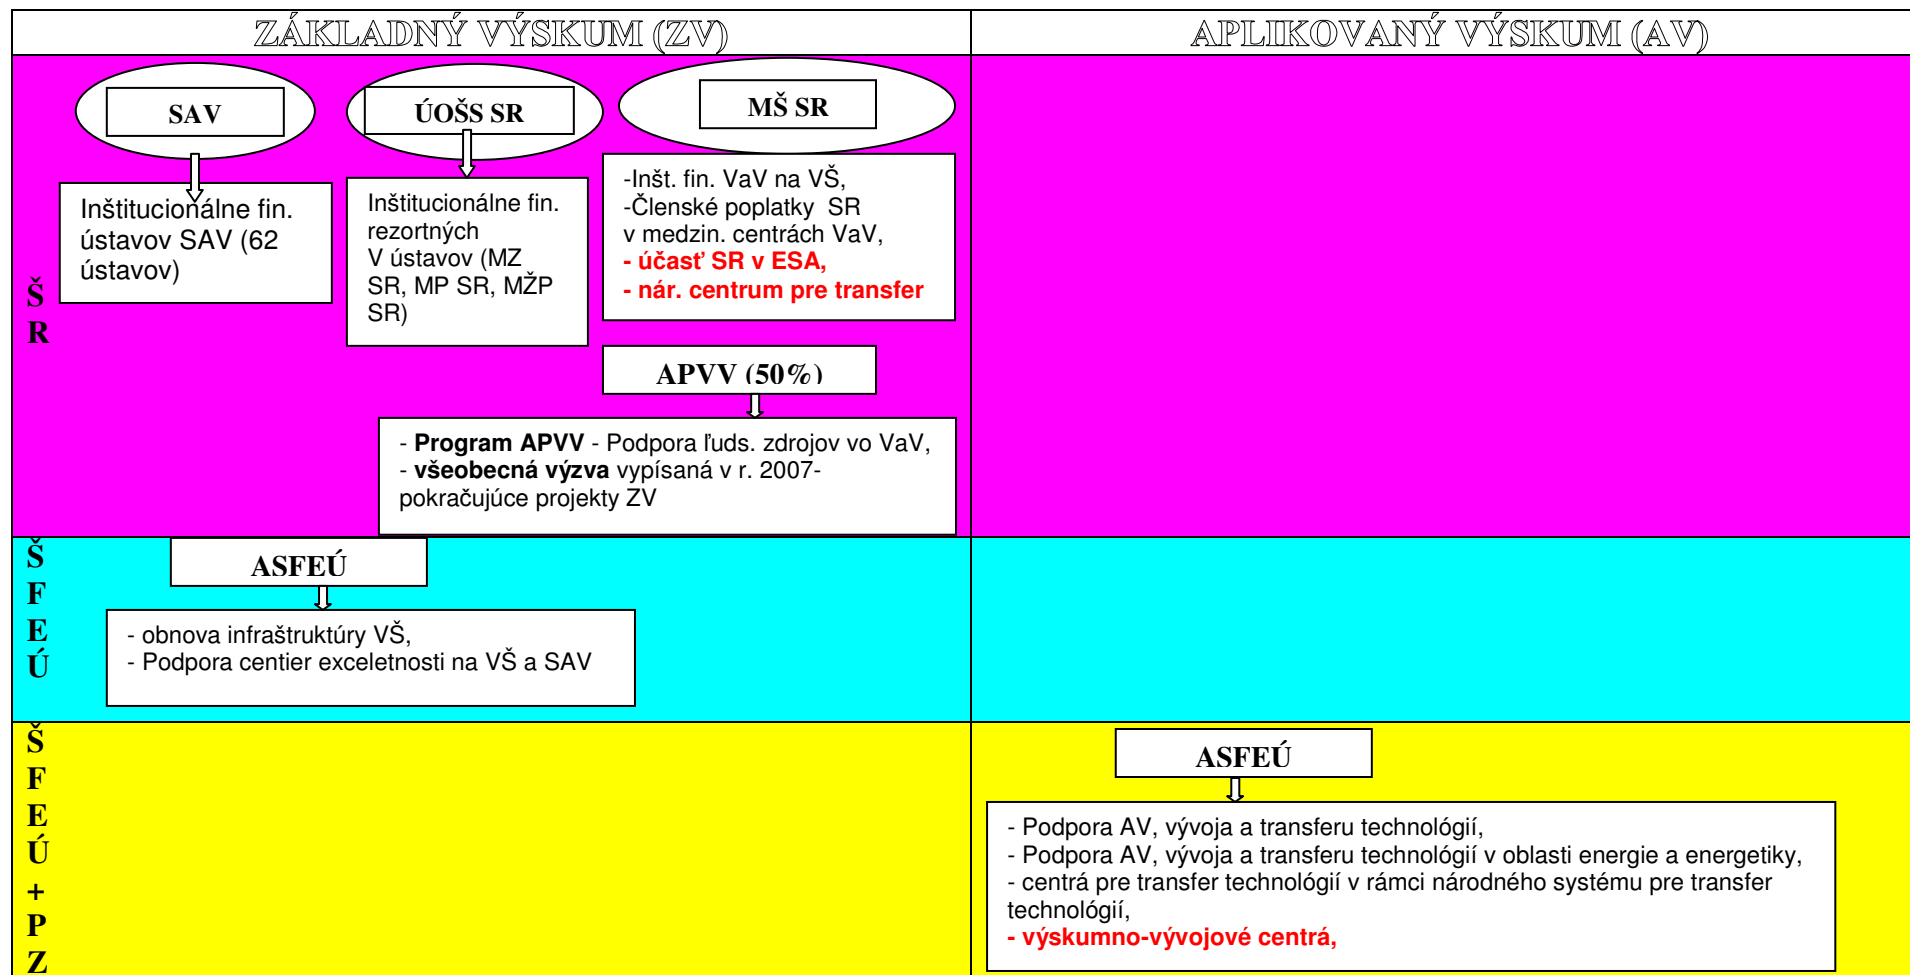 ZÁKLADNÝ VÝSKUM (ZV)
APLIKOVANÝ VÝSKUM (AV)
Š
R
SAV
ÚOŠS SR
MŠ SR
Inštitucionálne fin.
ústavov SAV (62
ústavov)
Inštitucionálne fin.
rezortných
V ústavov (MZ
SR, MP SR, MŽP
SR)
-Inšt. fin. VaV na VŠ,
-Členské poplatky SR
v medzin. centrách VaV,
- účasť SR v ESA,
- nár. centrum pre transfer
APVV (50%)
- Program APVV - Podpora ľuds. zdrojov vo VaV,
- všeobecná výzva vypísaná v r. 2007-
pokračujúce projekty ZV
Š
F
E
Ú
ASFEÚ
- obnova infraštruktúry VŠ,
- Podpora centier exceletnosti na VŠ a SAV
Š
F
E
Ú
+
P
Z
ASFEÚ
- Podpora AV, vývoja a transferu technológií,
- Podpora AV, vývoja a transferu technológií v oblasti energie a energetiky,
- centrá pre transfer technológií v rámci národného systému pre transfer
technológií,
- výskumno-vývojové centrá,